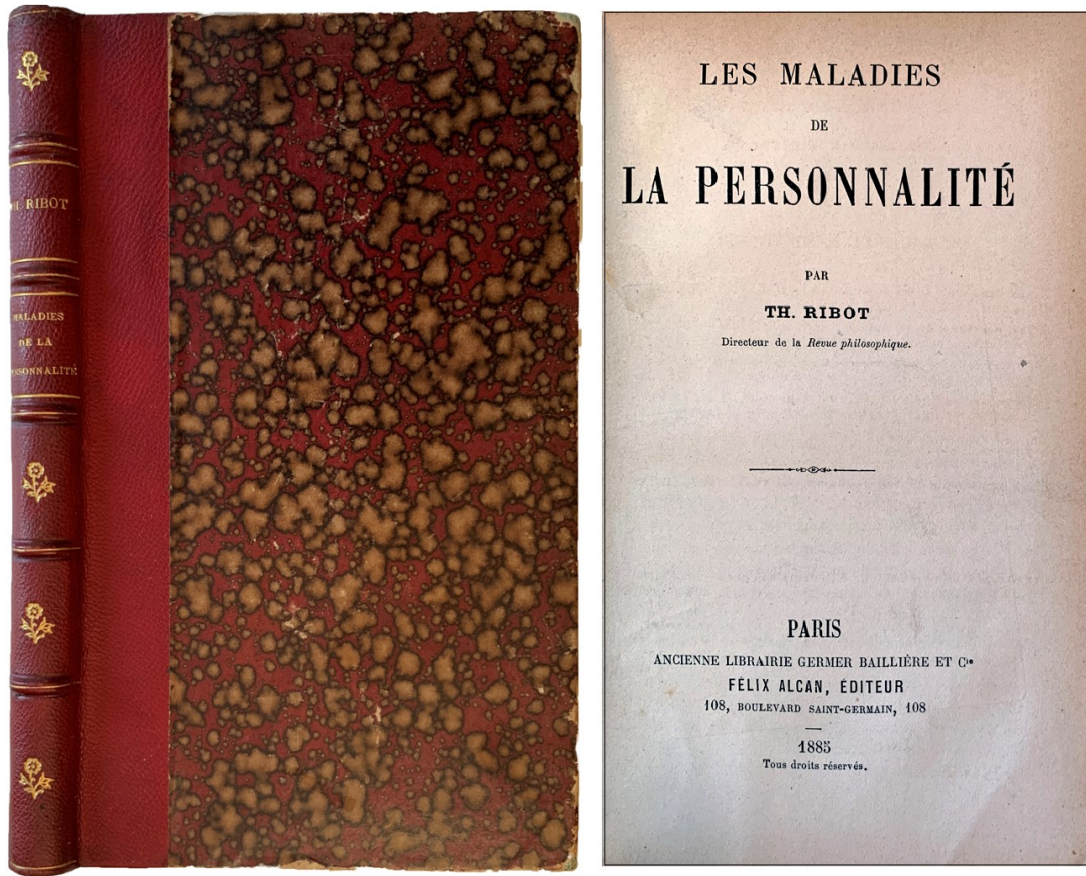 TH. RIBOT
MALADIES
DE LA
PERSONNALITÉ
LES MALADIES
DE
LA PERSONNALITÉ
PAR
TH. RIBOT
Directeur de la Revue philosophique.
PARIS
ANCIENNE LIBRAIRIE GERMER BAILLIÈRE ET Cie
FÉLIX ALCAN, ÉDITEUR
108, BOULEVARD SAINT-GERMAIN, 108
1885
Tous droits réservés.